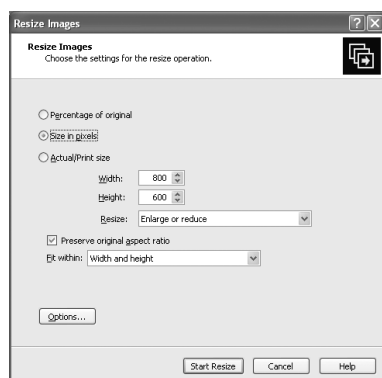 Resize Images
Resize Images
Choose the settings for the resize operation.
Percentage of original
Size in pixels
Actual/Print size
Width: 800
Height: 600
Resize: Enlarge or reduce
Preserve original aspect ratio
Fit within: Width and height
Options...
Start Resize Cancel Help